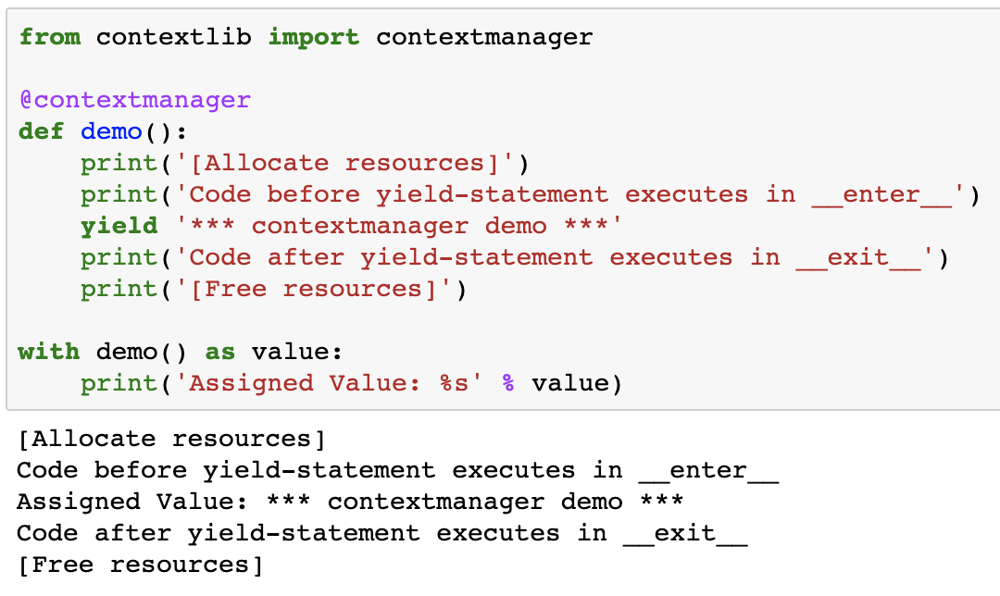 from contextlib import contextmanager
@contextmanager
def demo():
    print('[Allocate resources]')
    print('Code before yield-statement executes in __enter__')
    yield '*** contextmanager demo ***'
    print('Code after yield-statement executes in __exit__')
    print('[Free resources]')
with demo() as value:
    print('Assigned Value: %s' % value)
[Allocate resources]
Code before yield-statement executes in __enter__
Assigned Value: *** contextmanager demo ***
Code after yield-statement executes in __exit__
[Free resources]